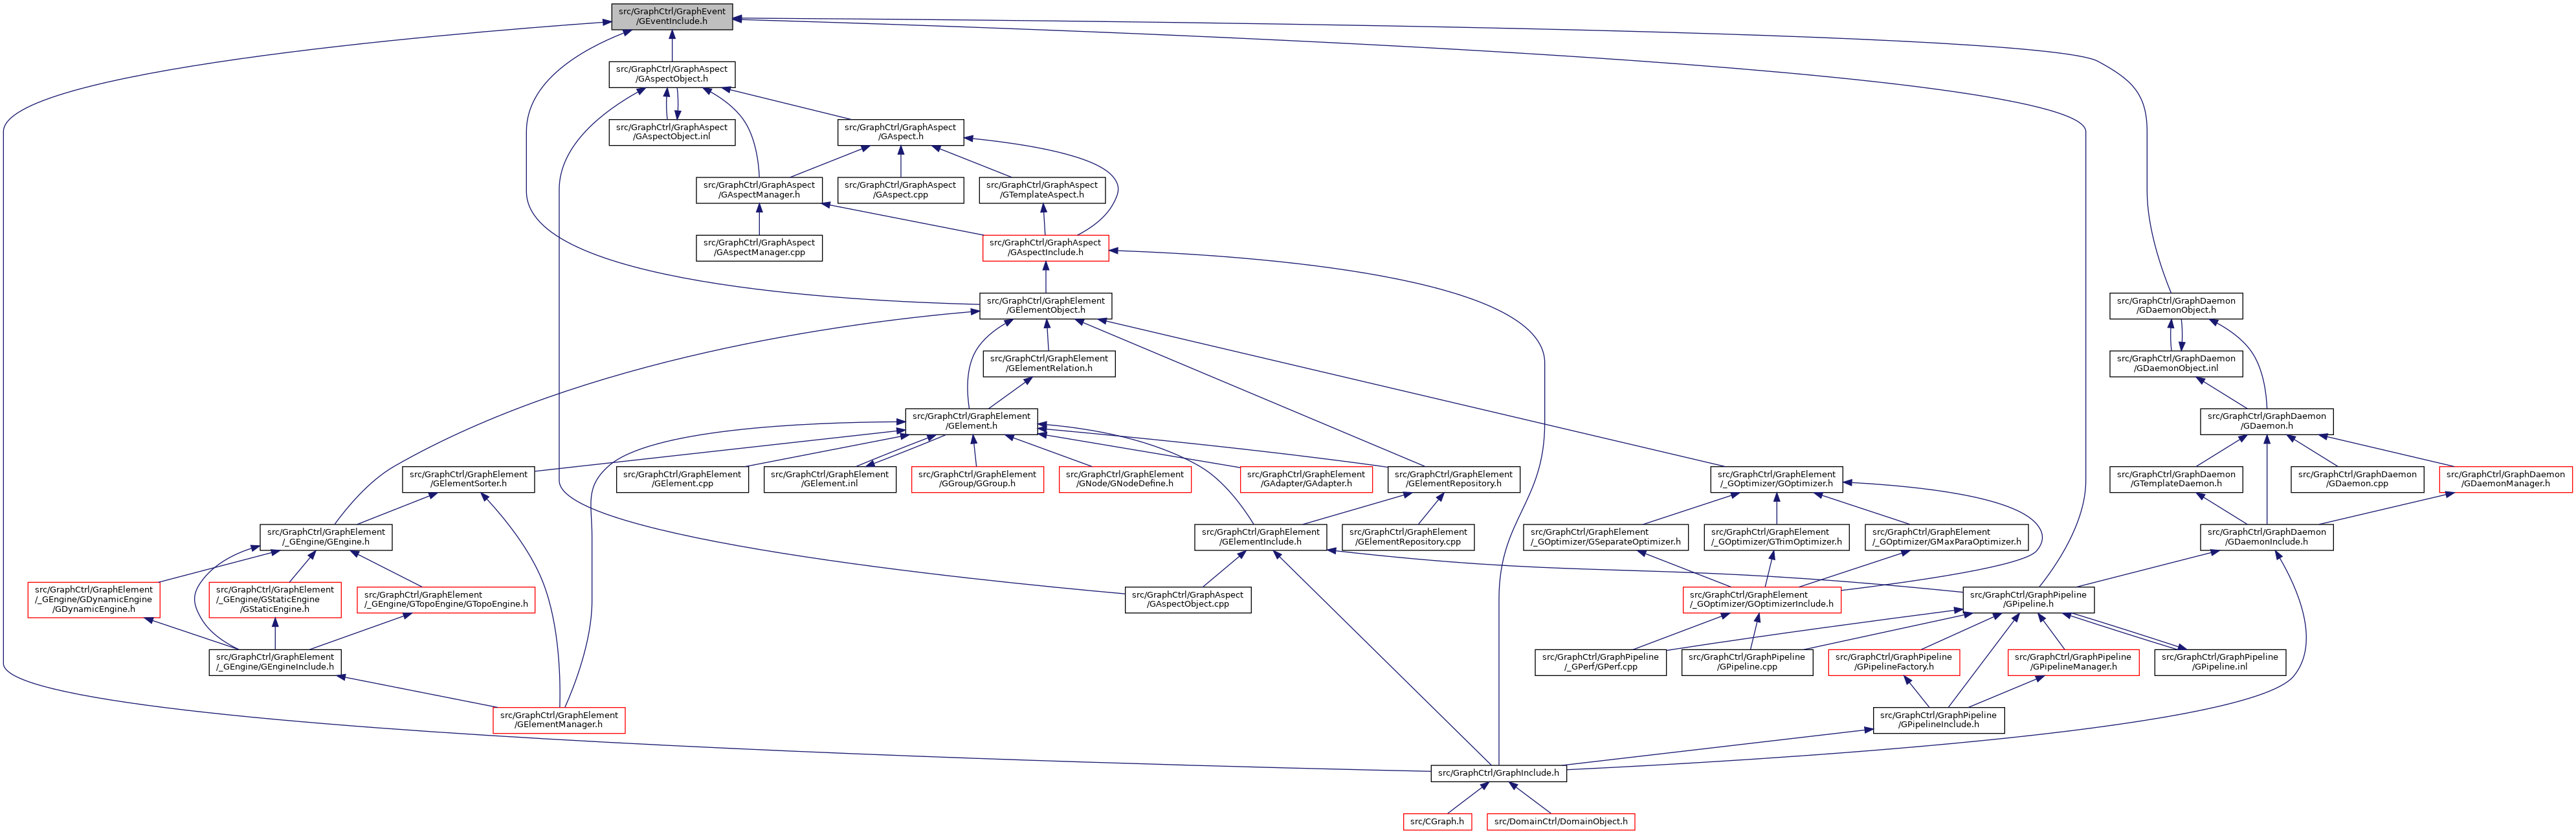 src/GraphCtrl/GraphEvent
/GEventInclude.h
src/GraphCtrl/GraphAspect
/GAspectObject.h
src/GraphCtrl/GraphAspect
/GAspectObject.inl
src/GraphCtrl/GraphAspect
/GAspect.h
src/GraphCtrl/GraphAspect
/GAspectManager.h
src/GraphCtrl/GraphAspect
/GAspect.cpp
src/GraphCtrl/GraphAspect
/GTemplateAspect.h
src/GraphCtrl/GraphAspect
/GAspectManager.cpp
src/GraphCtrl/GraphAspect
/GAspectInclude.h
src/GraphCtrl/GraphElement
/GElementObject.h
src/GraphCtrl/GraphDaemon
/GDaemonObject.h
src/GraphCtrl/GraphElement
/GElementRelation.h
src/GraphCtrl/GraphDaemon
/GDaemonObject.inl
src/GraphCtrl/GraphElement
/GElement.h
src/GraphCtrl/GraphDaemon
/GDaemon.h
src/GraphCtrl/GraphElement
/GElementSorter.h
src/GraphCtrl/GraphElement
/GElement.cpp
src/GraphCtrl/GraphElement
/GElement.inl
src/GraphCtrl/GraphElement
/GGroup/GGroup.h
src/GraphCtrl/GraphElement
/GNode/GNodeDefine.h
src/GraphCtrl/GraphElement
/GAdapter/GAdapter.h
src/GraphCtrl/GraphElement
/GElementRepository.h
src/GraphCtrl/GraphElement
/_GOptimizer/GOptimizer.h
src/GraphCtrl/GraphDaemon
/GTemplateDaemon.h
src/GraphCtrl/GraphDaemon
/GDaemon.cpp
src/GraphCtrl/GraphDaemon
/GDaemonManager.h
src/GraphCtrl/GraphElement
/_GEngine/GEngine.h
src/GraphCtrl/GraphElement
/GElementInclude.h
src/GraphCtrl/GraphElement
/GElementRepository.cpp
src/GraphCtrl/GraphElement
/_GOptimizer/GSeparateOptimizer.h
src/GraphCtrl/GraphElement
/_GOptimizer/GTrimOptimizer.h
src/GraphCtrl/GraphElement
/_GOptimizer/GMaxParaOptimizer.h
src/GraphCtrl/GraphDaemon
/GDaemonInclude.h
src/GraphCtrl/GraphElement
/_GEngine/GDynamicEngine
/GDynamicEngine.h
src/GraphCtrl/GraphElement
/_GEngine/GStaticEngine
/GStaticEngine.h
src/GraphCtrl/GraphElement
/_GEngine/GTopoEngine/GTopoEngine.h
src/GraphCtrl/GraphAspect
/GAspectObject.cpp
src/GraphCtrl/GraphElement
/_GOptimizer/GOptimizerInclude.h
src/GraphCtrl/GraphPipeline
/GPipeline.h
src/GraphCtrl/GraphElement
/_GEngine/GEngineInclude.h
src/GraphCtrl/GraphPipeline
/_GPerf/GPerf.cpp
src/GraphCtrl/GraphPipeline
/GPipeline.cpp
src/GraphCtrl/GraphPipeline
/GPipelineFactory.h
src/GraphCtrl/GraphPipeline
/GPipelineManager.h
src/GraphCtrl/GraphPipeline
/GPipeline.inl
src/GraphCtrl/GraphElement
/GElementManager.h
src/GraphCtrl/GraphPipeline
/GPipelineInclude.h
src/GraphCtrl/GraphInclude.h
src/CGraph.h
src/DomainCtrl/DomainObject.h